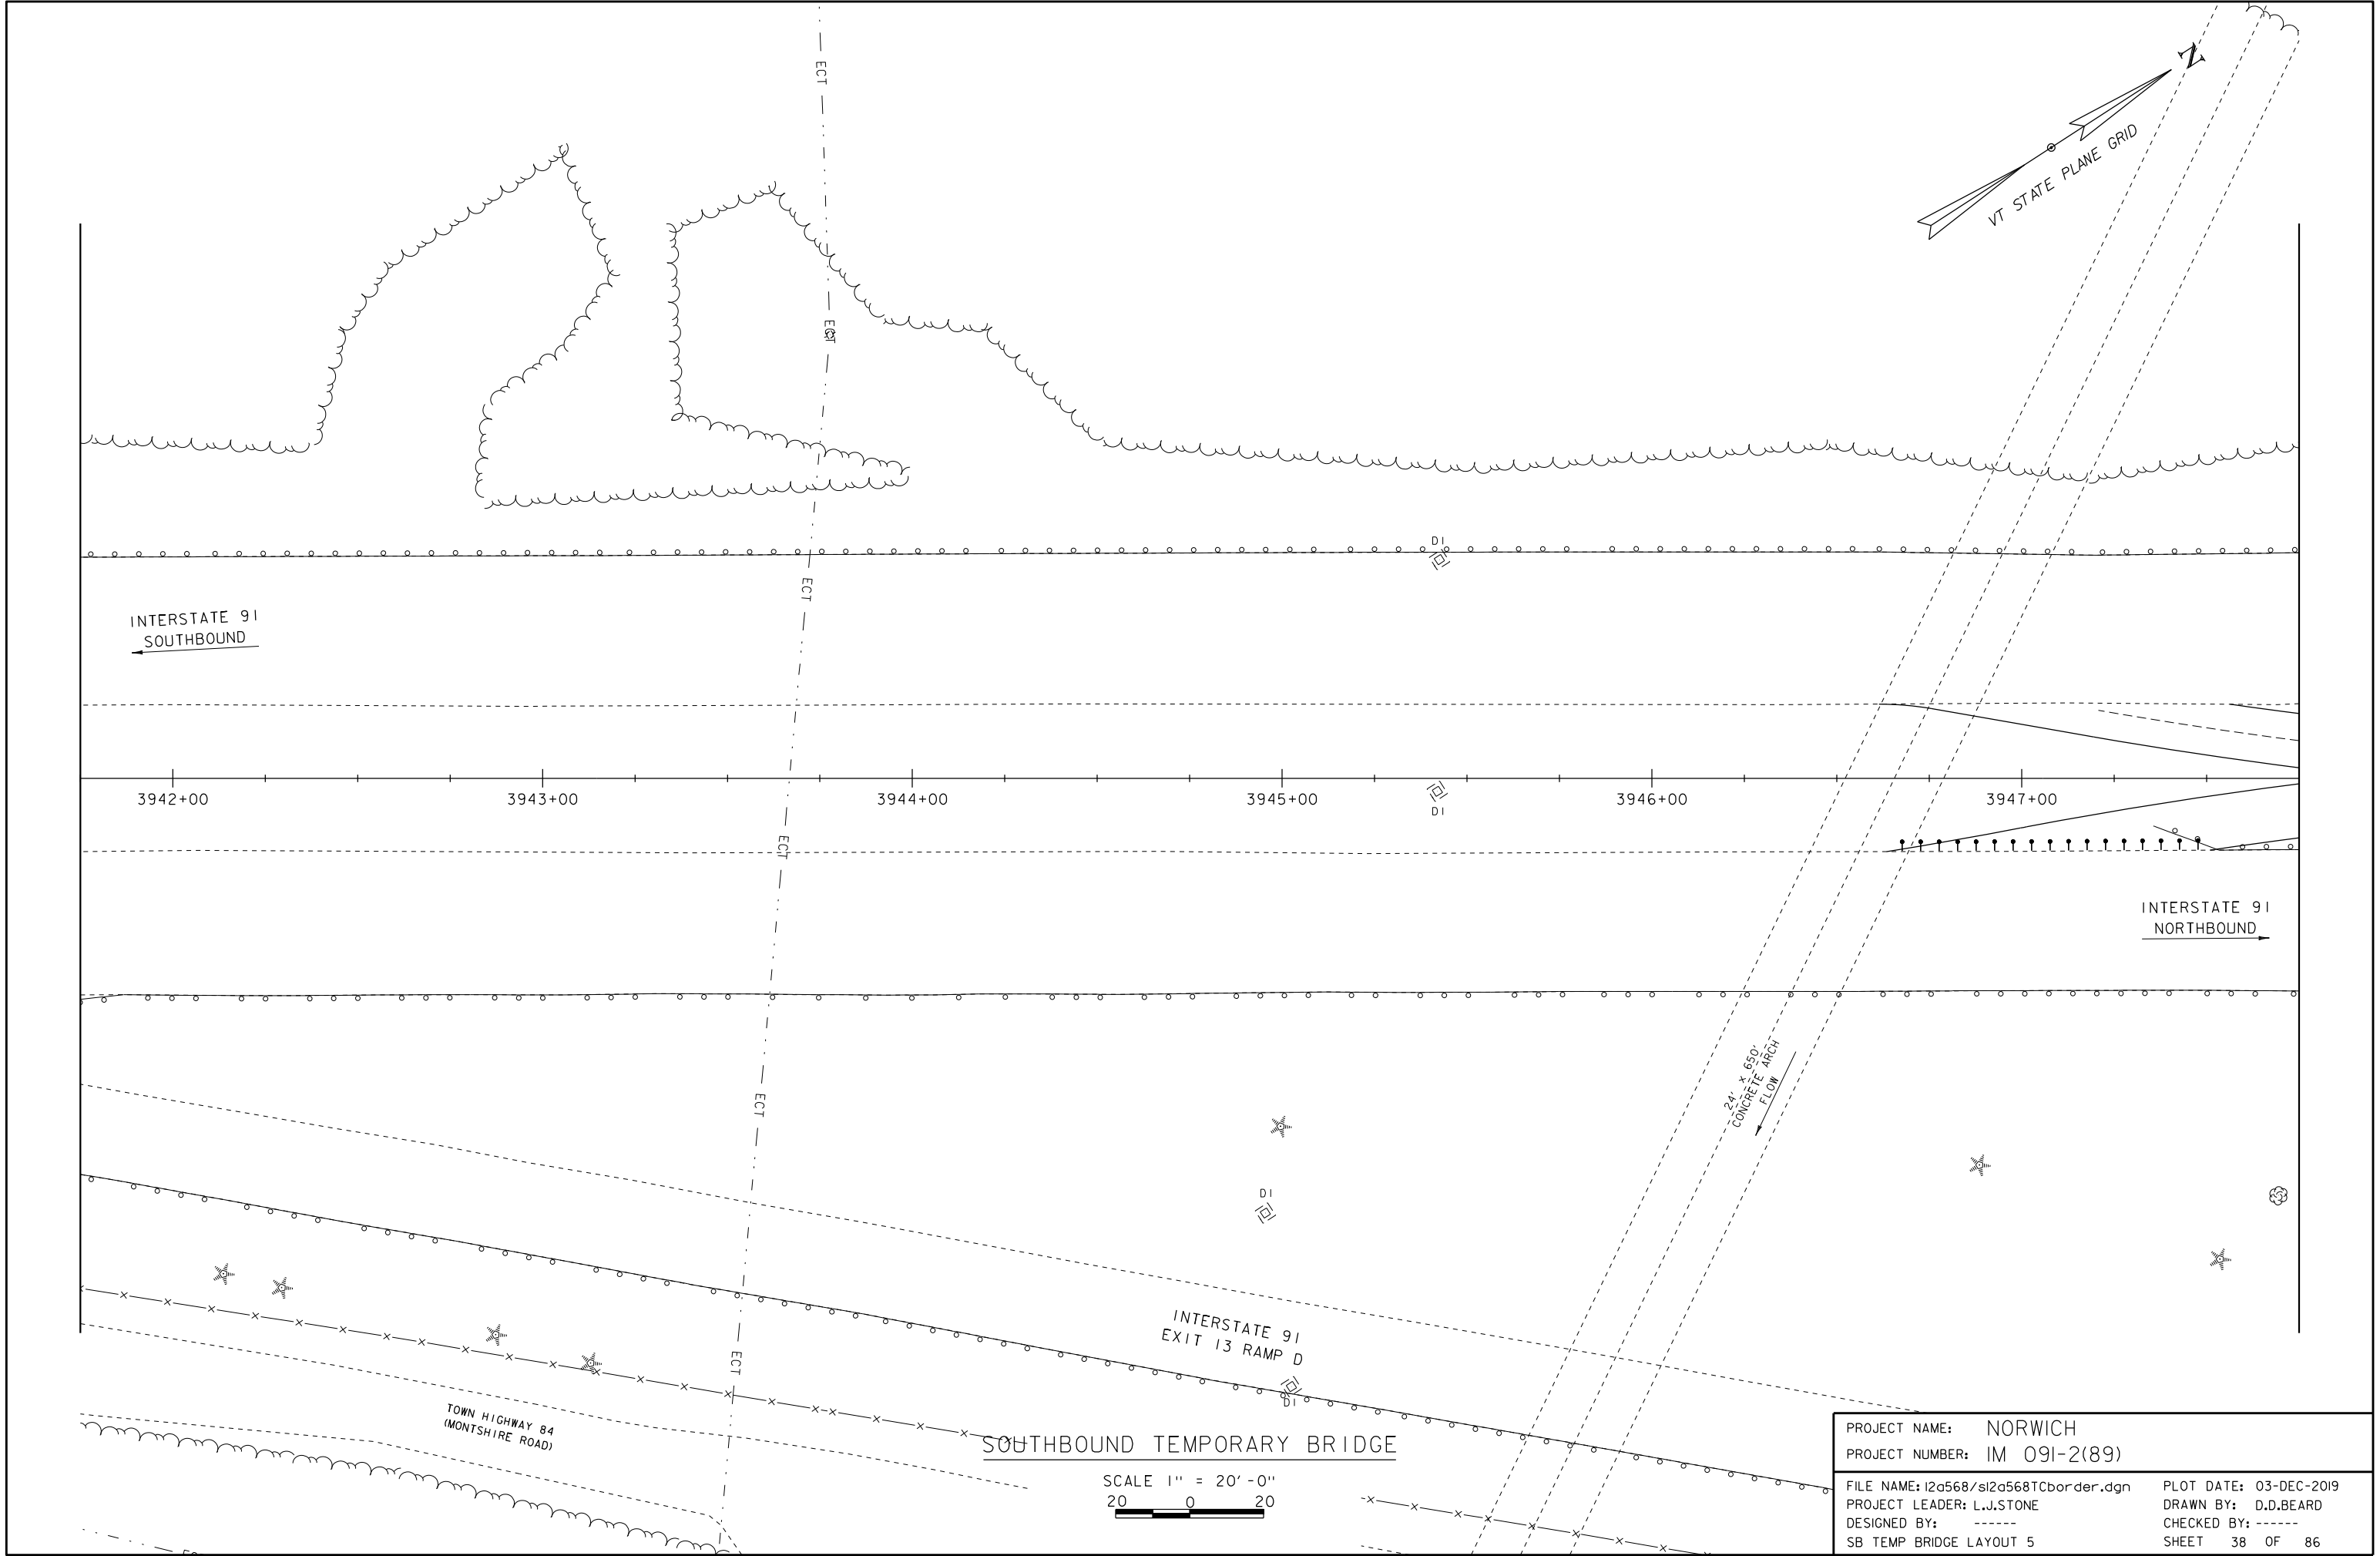 ECT
N
VT STATE PLANE GRID
ECT
DI
ECT
INTERSTATE 91
SOUTHBOUND
3942+00
3943+00
3944+00
3945+00
3946+00
3947+00
DI
ECT
INTERSTATE 91
NORTHBOUND
24' x 650'
CONCRETE ARCH
FLOW
ECT
DI
INTERSTATE 91
EXIT 13 RAMP D
ECT
DI
TOWN HIGHWAY 84
(MONTSHIRE ROAD)
SOUTHBOUND TEMPORARY BRIDGE
SCALE 1" = 20'-0"
20 0 20
PROJECT NAME: NORWICH
PROJECT NUMBER: IM 091-2(89)
FILE NAME: 12a568/s12a568TCborder.dgn PLOT DATE: 03-DEC-2019
PROJECT LEADER: L.J.STONE DRAWN BY: D.D.BEARD
DESIGNED BY: ------ CHECKED BY: ------
SB TEMP BRIDGE LAYOUT 5 SHEET 38 OF 86